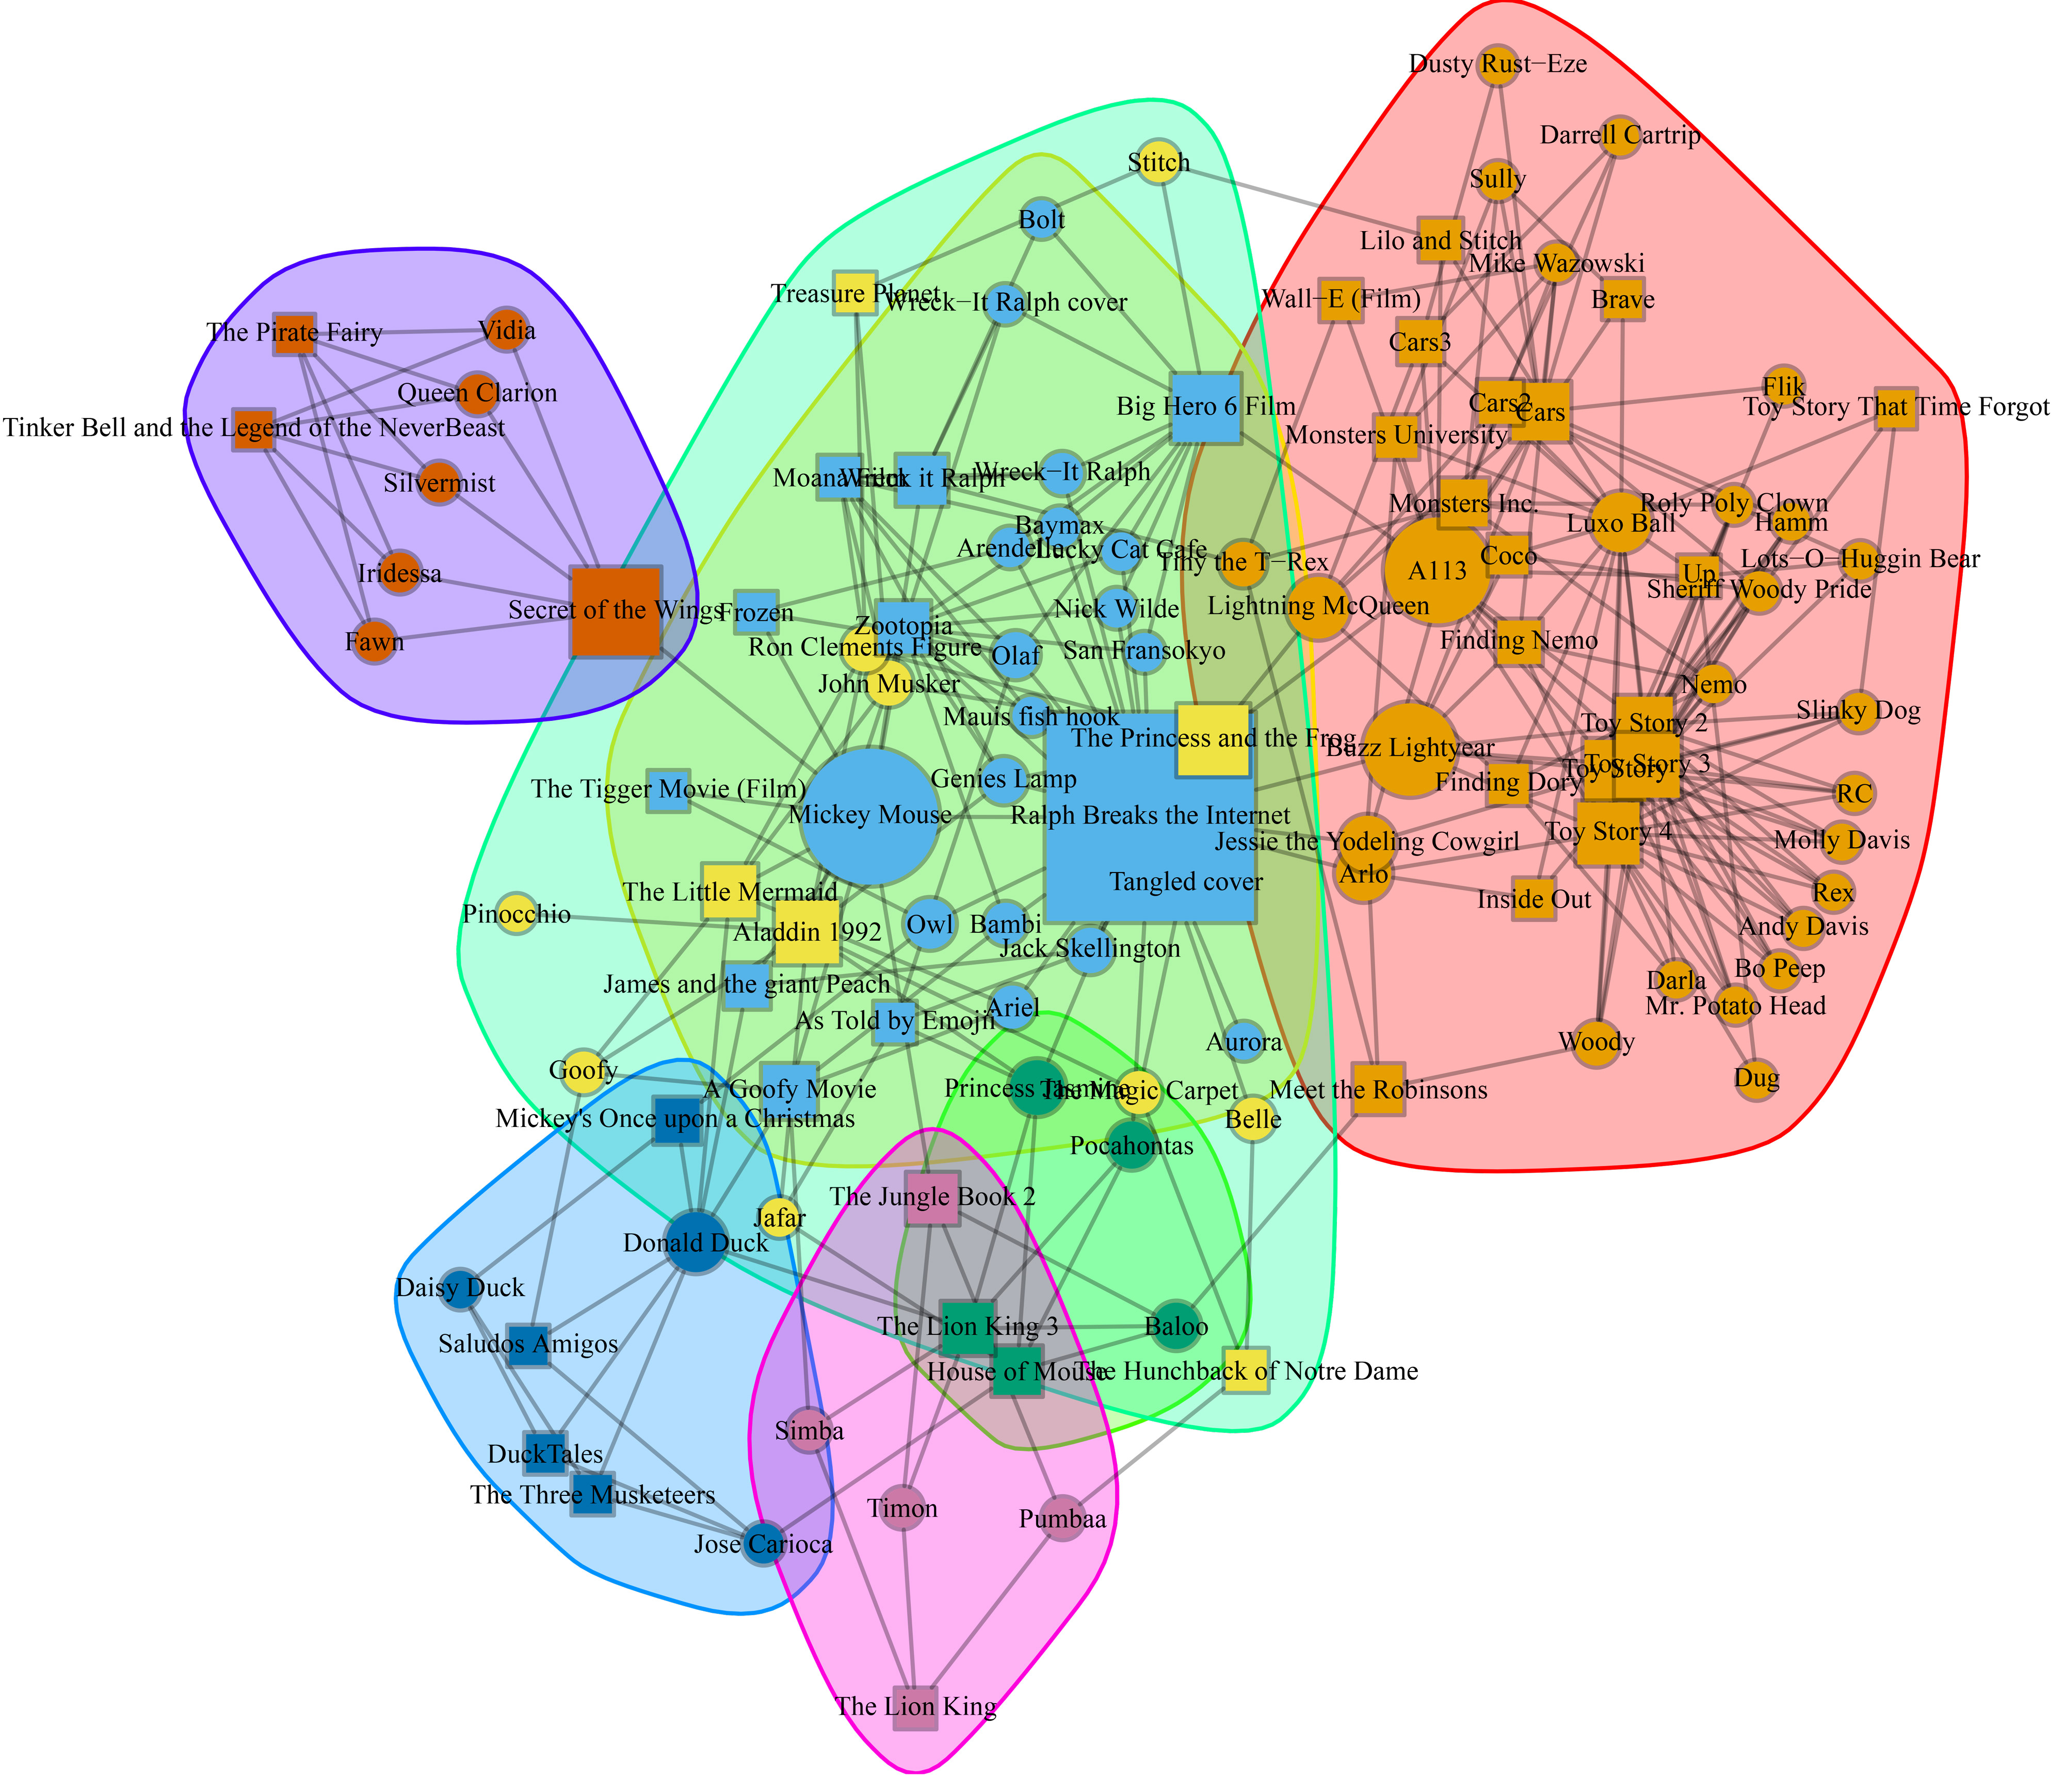 Dusty Rust−Eze
Darrell Cartrip
Stitch
Sully
Bolt
Lilo and Stitch
Mike Wazowski
Treasure Planet
Wreck−It Ralph cover
Wall−E (Film)
Brave
The Pirate Fairy
Vidia
Cars3
Queen Clarion
Flik
Big Hero 6 Film
Cars2
Cars
Toy Story That Time Forgot
Tinker Bell and the Legend of the NeverBeast
Monsters University
Silvermist
Moana Film
Wreck it Ralph
Wreck−It Ralph
Monsters Inc.
Roly Poly Clown
Baymax
Luxo Ball
Hamm
Arendelle
Lucky Cat Cafe
Tiny the T−Rex
Coco
Lots−O−Huggin Bear
Iridessa
A113
Up
Sheriff Woody Pride
Secret of the Wings
Frozen
Nick Wilde
Lightning McQueen
Zootopia
Fawn
Ron Clements Figure
Olaf
San Fransokyo
Finding Nemo
John Musker
Nemo
Mauis fish hook
Slinky Dog
The Princess and the Frog
Toy Story 2
Buzz Lightyear
Toy Story
Toy Story 3
Genies Lamp
Finding Dory
The Tigger Movie (Film)
RC
Mickey Mouse
Ralph Breaks the Internet
Toy Story 4
Jessie the Yodeling Cowgirl
Molly Davis
Arlo
Tangled cover
The Little Mermaid
Rex
Inside Out
Pinocchio
Aladdin 1992
Owl
Bambi
Andy Davis
Jack Skellington
Bo Peep
James and the giant Peach
Darla
Mr. Potato Head
Ariel
As Told by Emojii
Aurora
Woody
Goofy
Dug
A Goofy Movie
Princess Jasmine
The Magic Carpet
Meet the Robinsons
Mickey's Once upon a Christmas
Belle
Pocahontas
The Jungle Book 2
Jafar
Donald Duck
Daisy Duck
The Lion King 3
Baloo
Saludos Amigos
House of Mouse
The Hunchback of Notre Dame
Simba
DuckTales
The Three Musketeers
Timon
Pumbaa
Jose Carioca
The Lion King